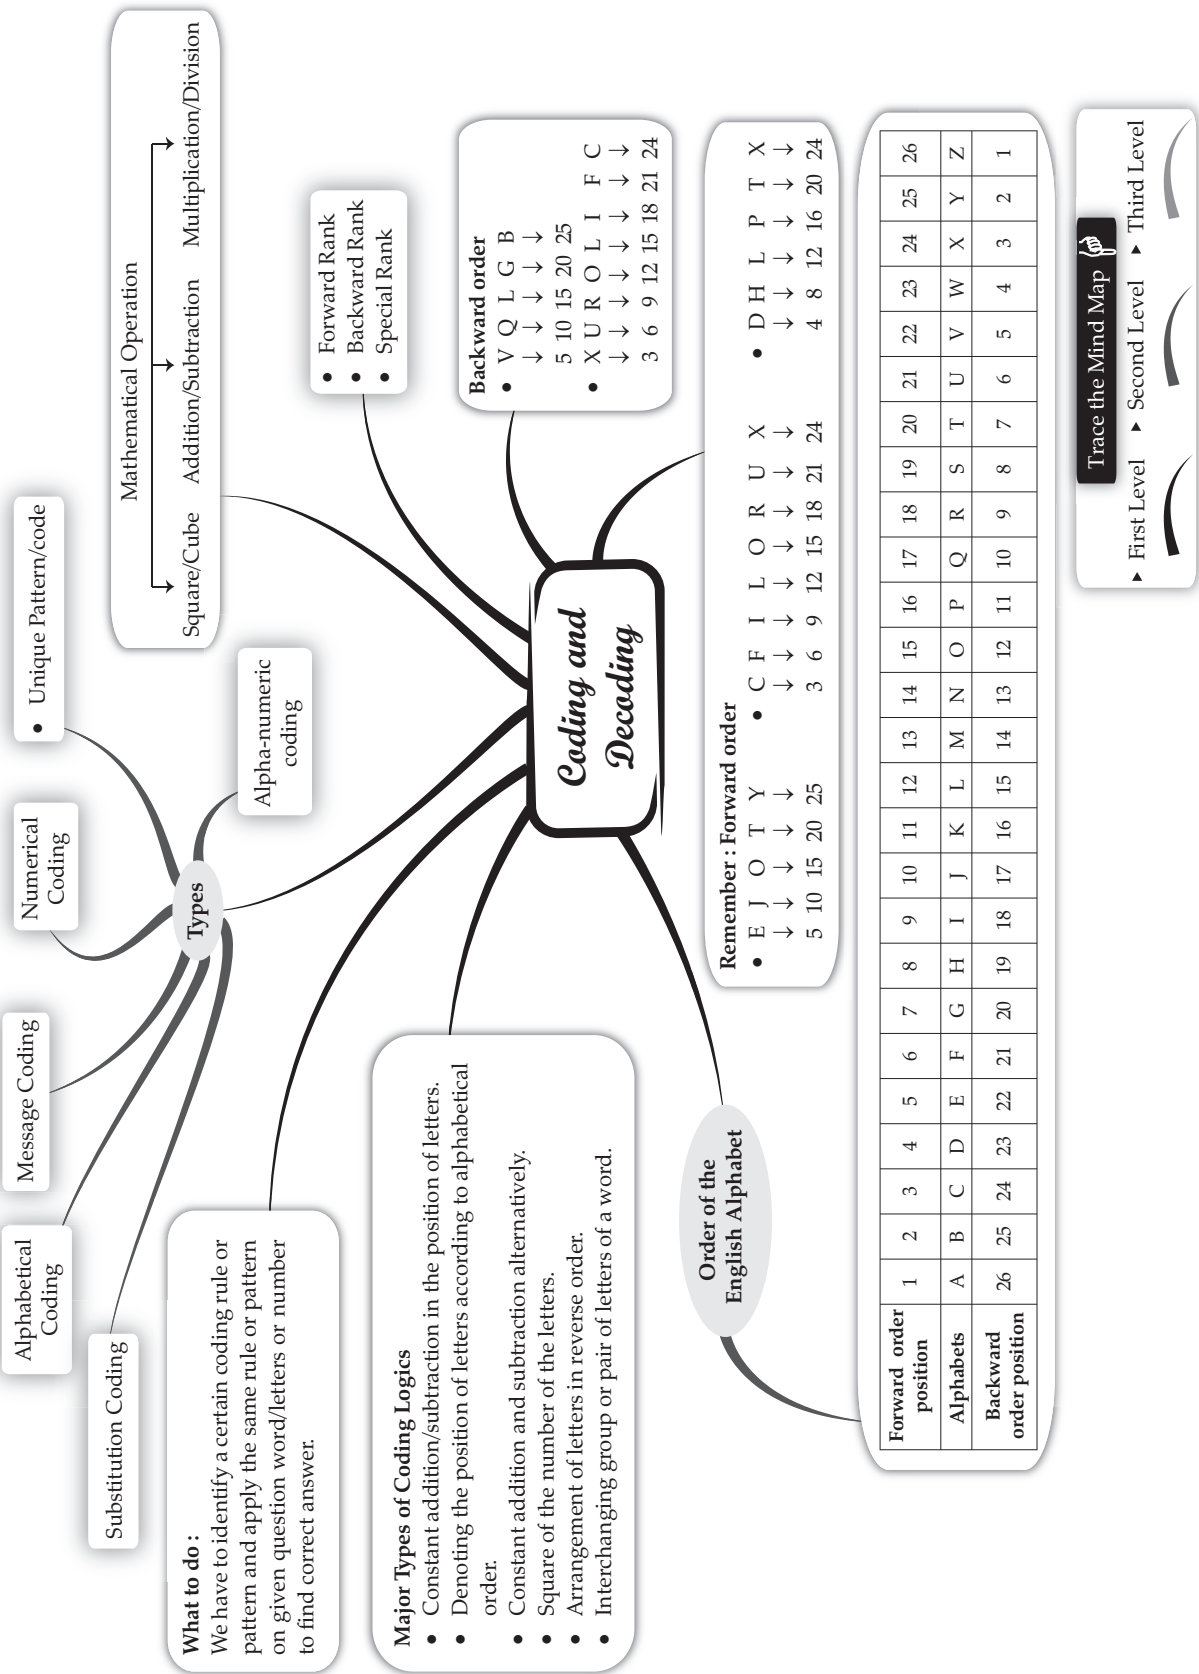 Substitution Coding
Alphabetical
Coding
Message Coding
Numerical
Coding
• Unique Pattern/code
Alpha-numeric
coding
Types
Mathematical Operation
Square/Cube Addition/Subtraction Multiplication/Division
• Forward Rank
• Backward Rank
• Special Rank
What to do :
We have to identify a certain coding rule or
pattern and apply the same rule or pattern
on given question word/letters or number
to find correct answer.
Major Types of Coding Logics
• Constant addition/subtraction in the position of letters.
• Denoting the position of letters according to alphabetical
order.
• Constant addition and subtraction alternatively.
• Square of the number of the letters.
• Arrangement of letters in reverse order.
• Interchanging group or pair of letters of a word.
Coding and
Decoding
Backward order
• V Q L G B
↓ ↓ ↓ ↓ ↓
5 10 15 20 25
• X U R O L I F C
↓ ↓ ↓ ↓ ↓ ↓ ↓ ↓
3 6 9 12 15 18 21 24
Order of the
English Alphabet
Remember : Forward order
• E J O T Y • C F I L O R U X • D H L P T X
↓ ↓ ↓ ↓ ↓ ↓ ↓ ↓ ↓ ↓ ↓ ↓ ↓ ↓ ↓ ↓ ↓ ↓ ↓
5 10 15 20 25 3 6 9 12 15 18 21 24 4 8 12 16 20 24
Forward order
position 1 2 3 4 5 6 7 8 9 10 11 12 13 14 15 16 17 18 19 20 21 22 23 24 25 26
Alphabets A B C D E F G H I J K L M N O P Q R S T U V W X Y Z
Backward
order position 26 25 24 23 22 21 20 19 18 17 16 15 14 13 12 11 10 9 8 7 6 5 4 3 2 1
Trace the Mind Map
▸ First Level ▸ Second Level ▸ Third Level